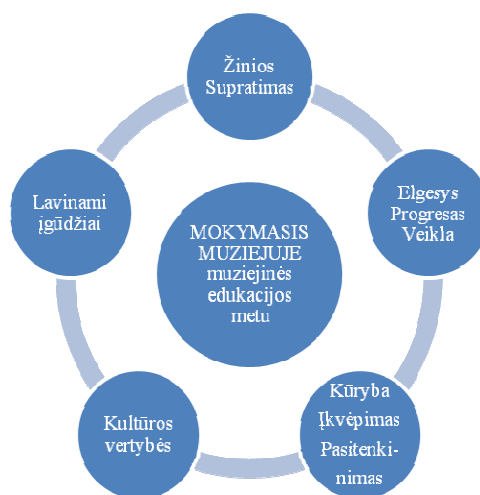 Žinios
Supratimas
Elgesys
Progresas
Veikla
Kūryba
Įkvėpimas
Pasitenki-
nimas
Kultūros
vertybės
Lavinami
įgūdžiai
MOKYMASIS
MUZIEJUJE
muziejinės
edukacijos
metu